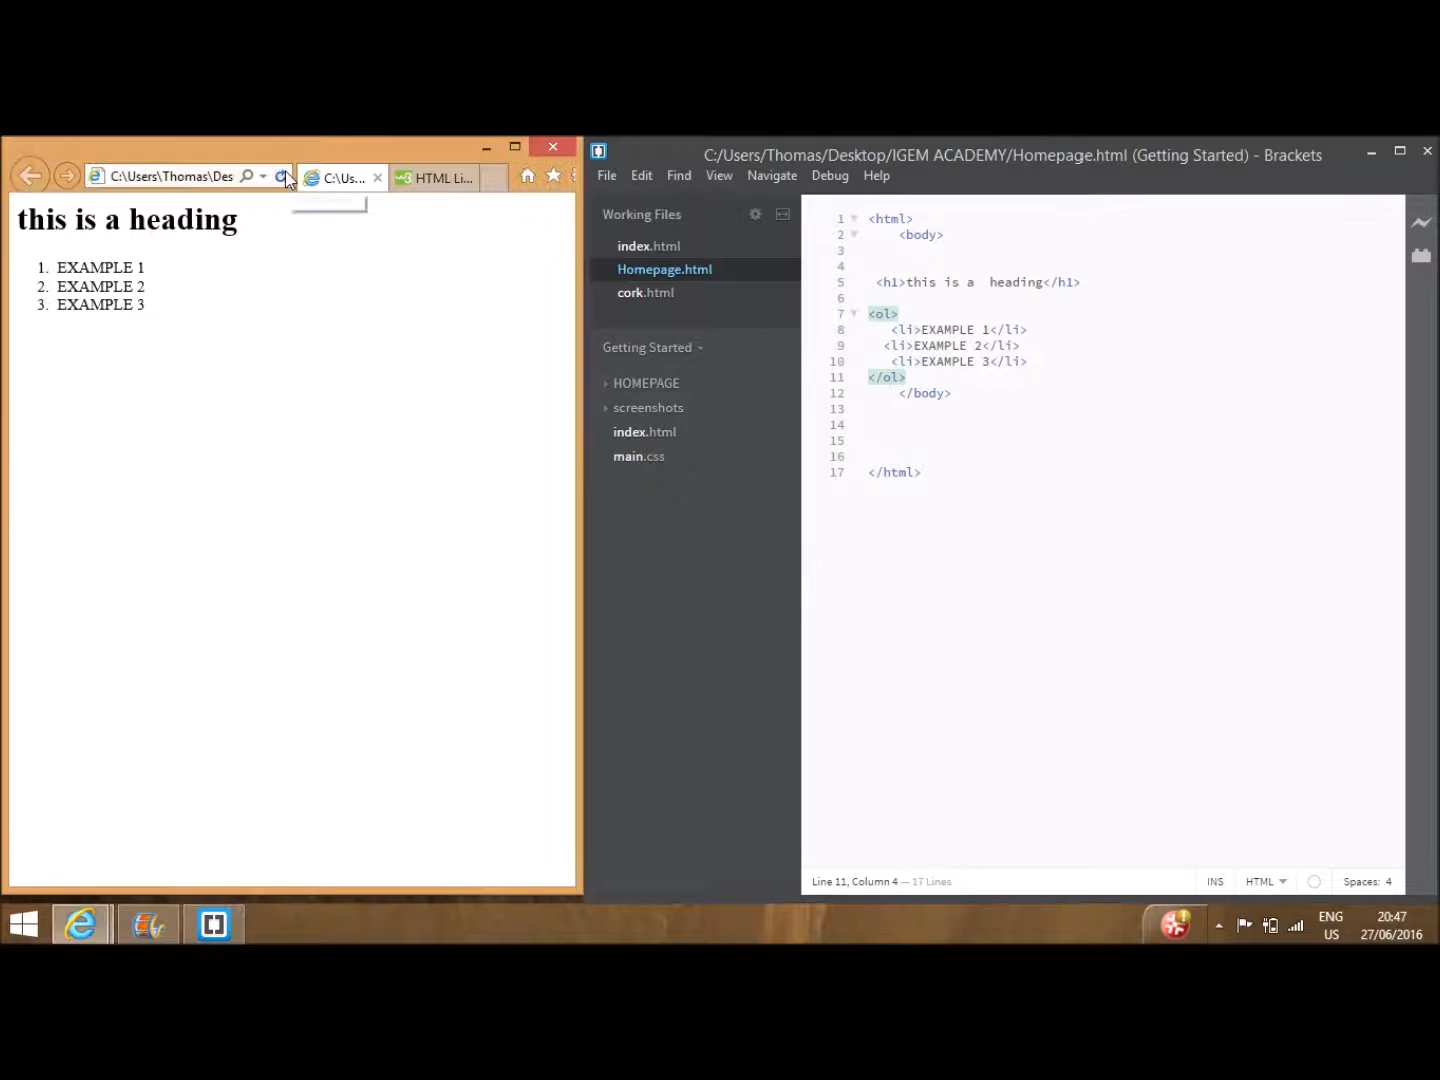 C:\Users\Thomas\Des
C:\Us...
HTML Li...
this is a heading
1. EXAMPLE 1
2. EXAMPLE 2
3. EXAMPLE 3
C:/Users/Thomas/Desktop/IGEM ACADEMY/Homepage.html (Getting Started) - Brackets
File Edit Find View Navigate Debug Help
Working Files
index.html
Homepage.html
cork.html
Getting Started
HOMEPAGE
screenshots
index.html
main.css
1 <html>
2 <body>
3
4
5 <h1>this is a  heading</h1>
6
7 <ol>
8 <li>EXAMPLE 1</li>
9 <li>EXAMPLE 2</li>
10 <li>EXAMPLE 3</li>
11 </ol>
12 </body>
13
14
15
16
17 </html>
Line 11, Column 4 — 17 Lines
INS HTML Spaces: 4
ENG
US
20:47
27/06/2016